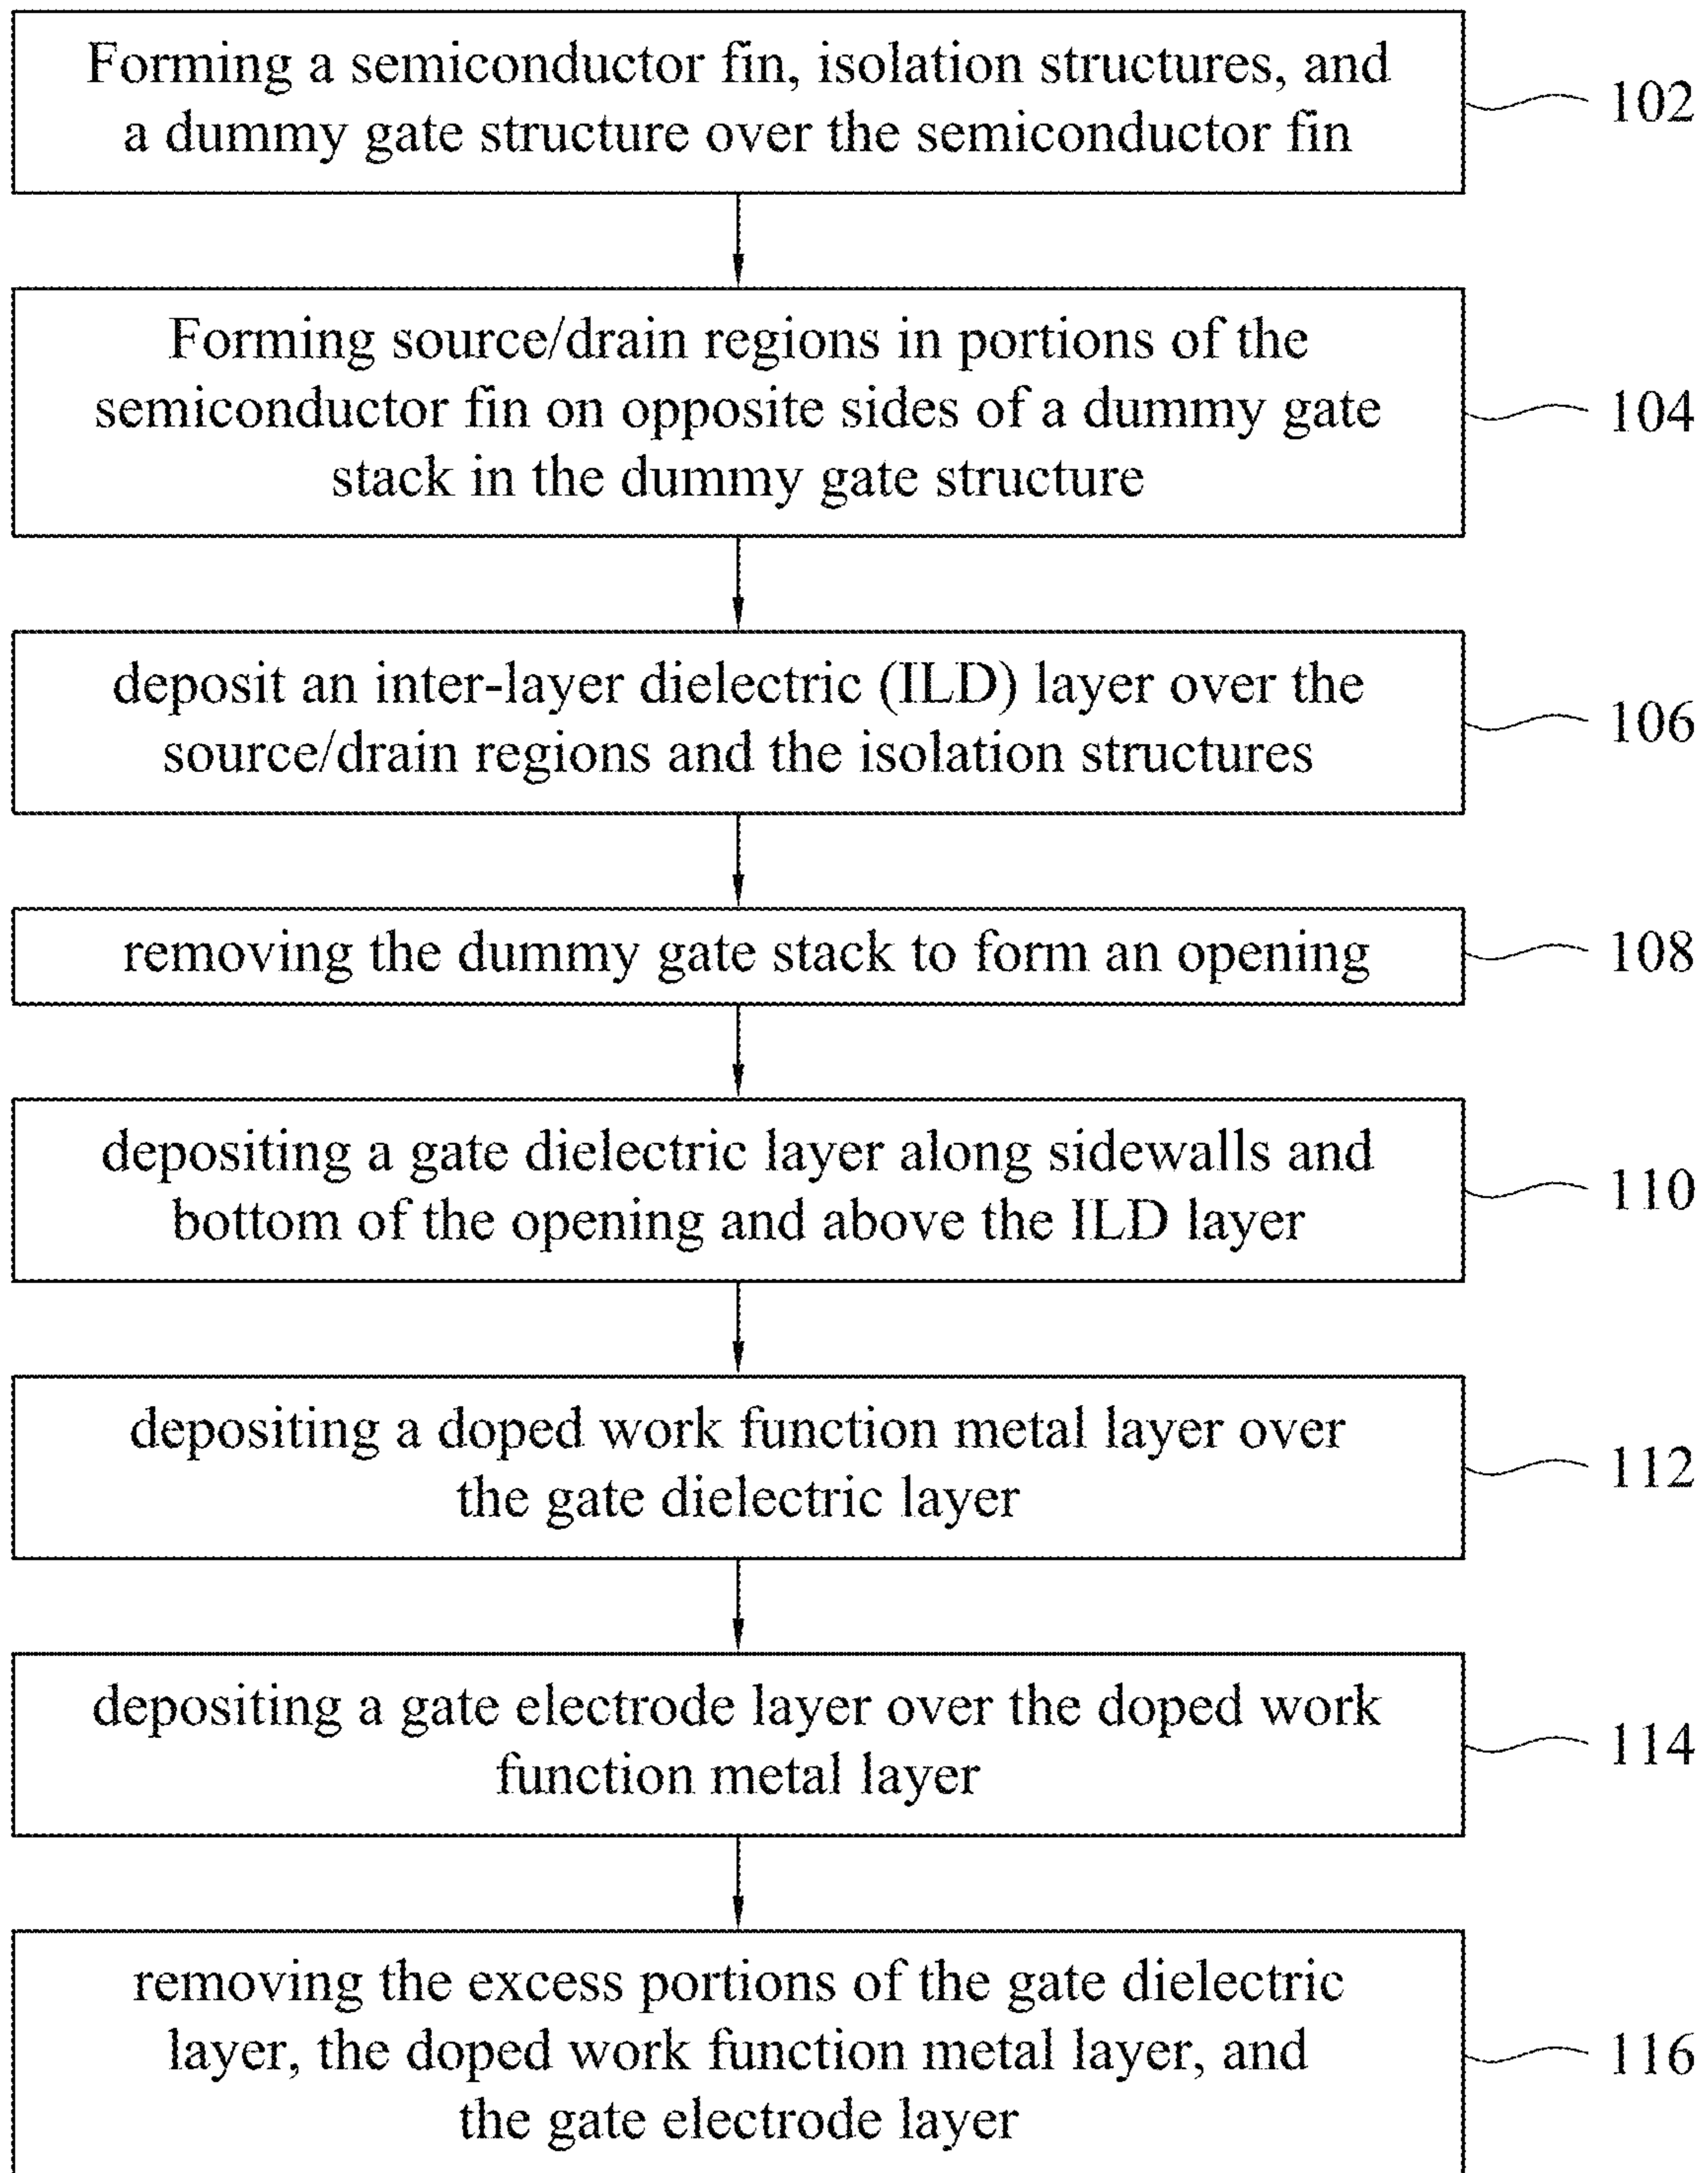 Forming a semiconductor fin, isolation structures, and
a dummy gate structure over the semiconductor fin
102
Forming source/drain regions in portions of the
semiconductor fin on opposite sides of a dummy gate
stack in the dummy gate structure
104
deposit an inter-layer dielectric (ILD) layer over the
source/drain regions and the isolation structures
106
removing the dummy gate stack to form an opening
108
depositing a gate dielectric layer along sidewalls and
bottom of the opening and above the ILD layer
110
depositing a doped work function metal layer over
the gate dielectric layer
112
depositing a gate electrode layer over the doped work
function metal layer
114
removing the excess portions of the gate dielectric
layer, the doped work function metal layer, and
the gate electrode layer
116